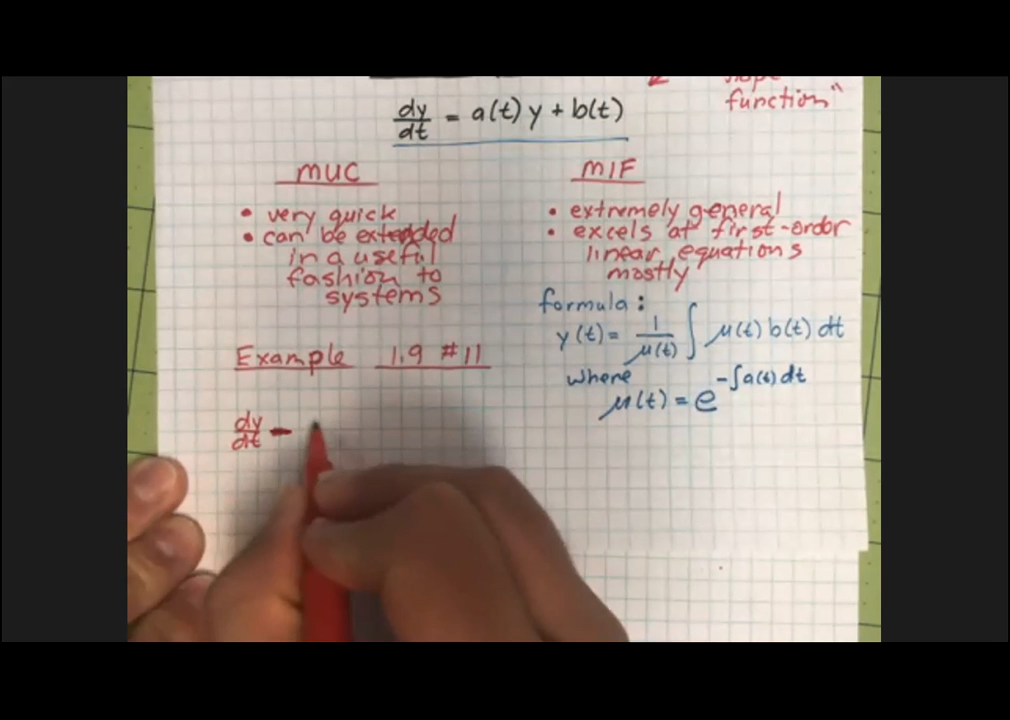 function"
dy/dt = a(t) y + b(t)
MUC
• very quick
• can be extended
in a useful
fashion to
systems
MIF
• extremely general
• excels at first-order
linear equations
mostly
formula:
y(t) = 1/μ(t) ∫ μ(t) b(t) dt
where
μ(t) = e^-∫a(t) dt
Example 1.9 #11
dy/dt -